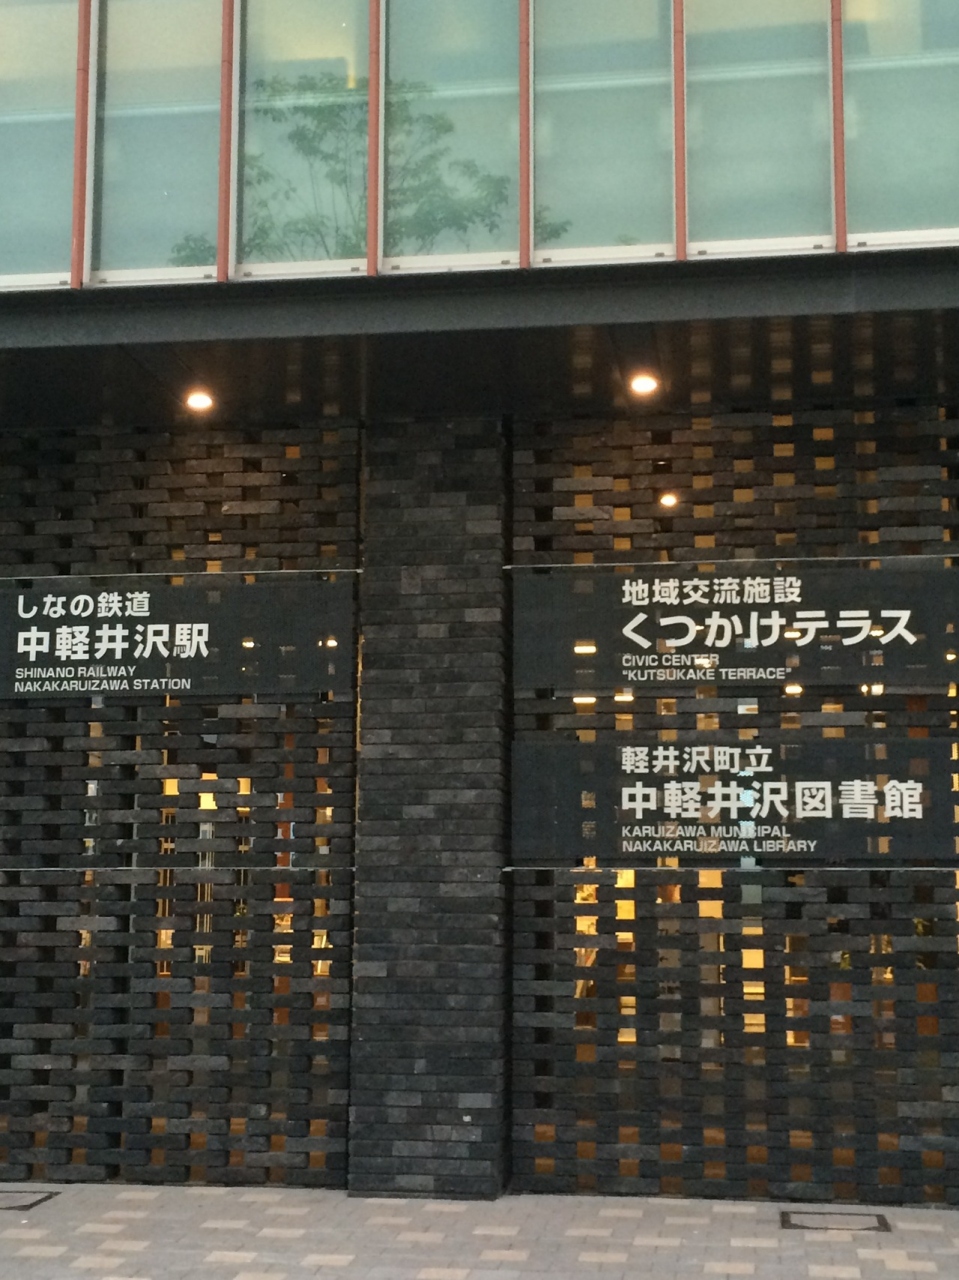 しなの鉄道
中軽井沢駅
SHINANO RAILWAY
NAKAKARUIZAWA STATION
地域交流施設
くつかけテラス
CIVIC CENTER
"KUTSUKAKE TERRACE"
軽井沢町立
中軽井沢図書館
KARUIZAWA MUNICIPAL
NAKAKARUIZAWA LIBRARY